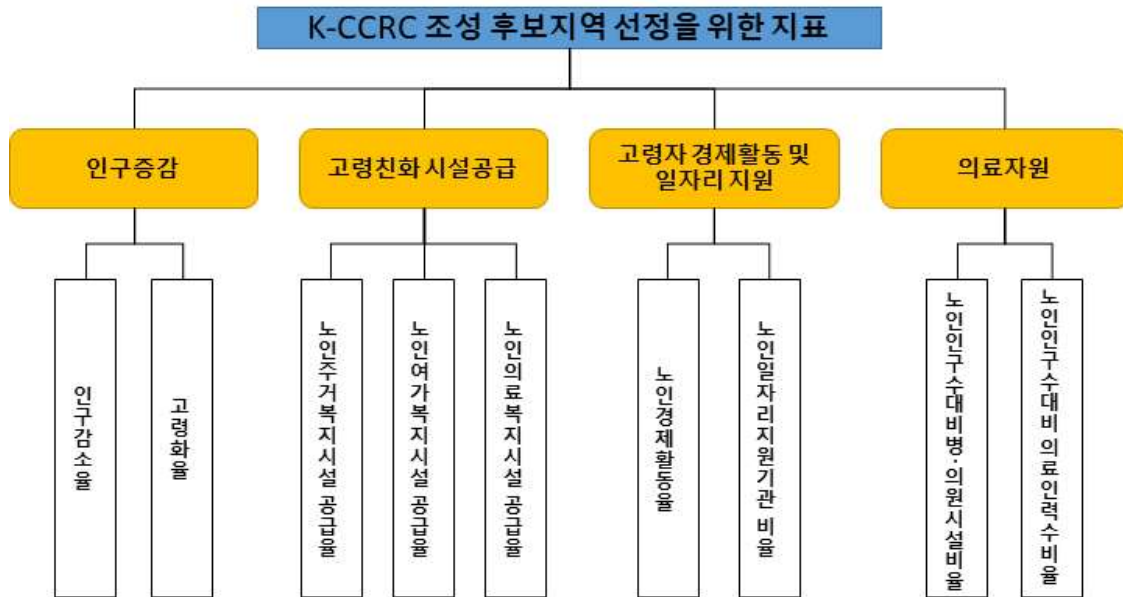 K-CCRC 조성 후보지역 선정을 위한 지표
인구증감
고령친화 시설공급
고령자 경제활동 및
일자리 지원
의료자원
인구감소율
고령화율
노인주거복지시설 공급율
노인여가복지시설 공급율
노인의료복지시설 공급율
노인경제활동율
노인일자리지원기관 비율
노인인구수대비병·의원시설비율
노인인구수대비 의료인력수비율